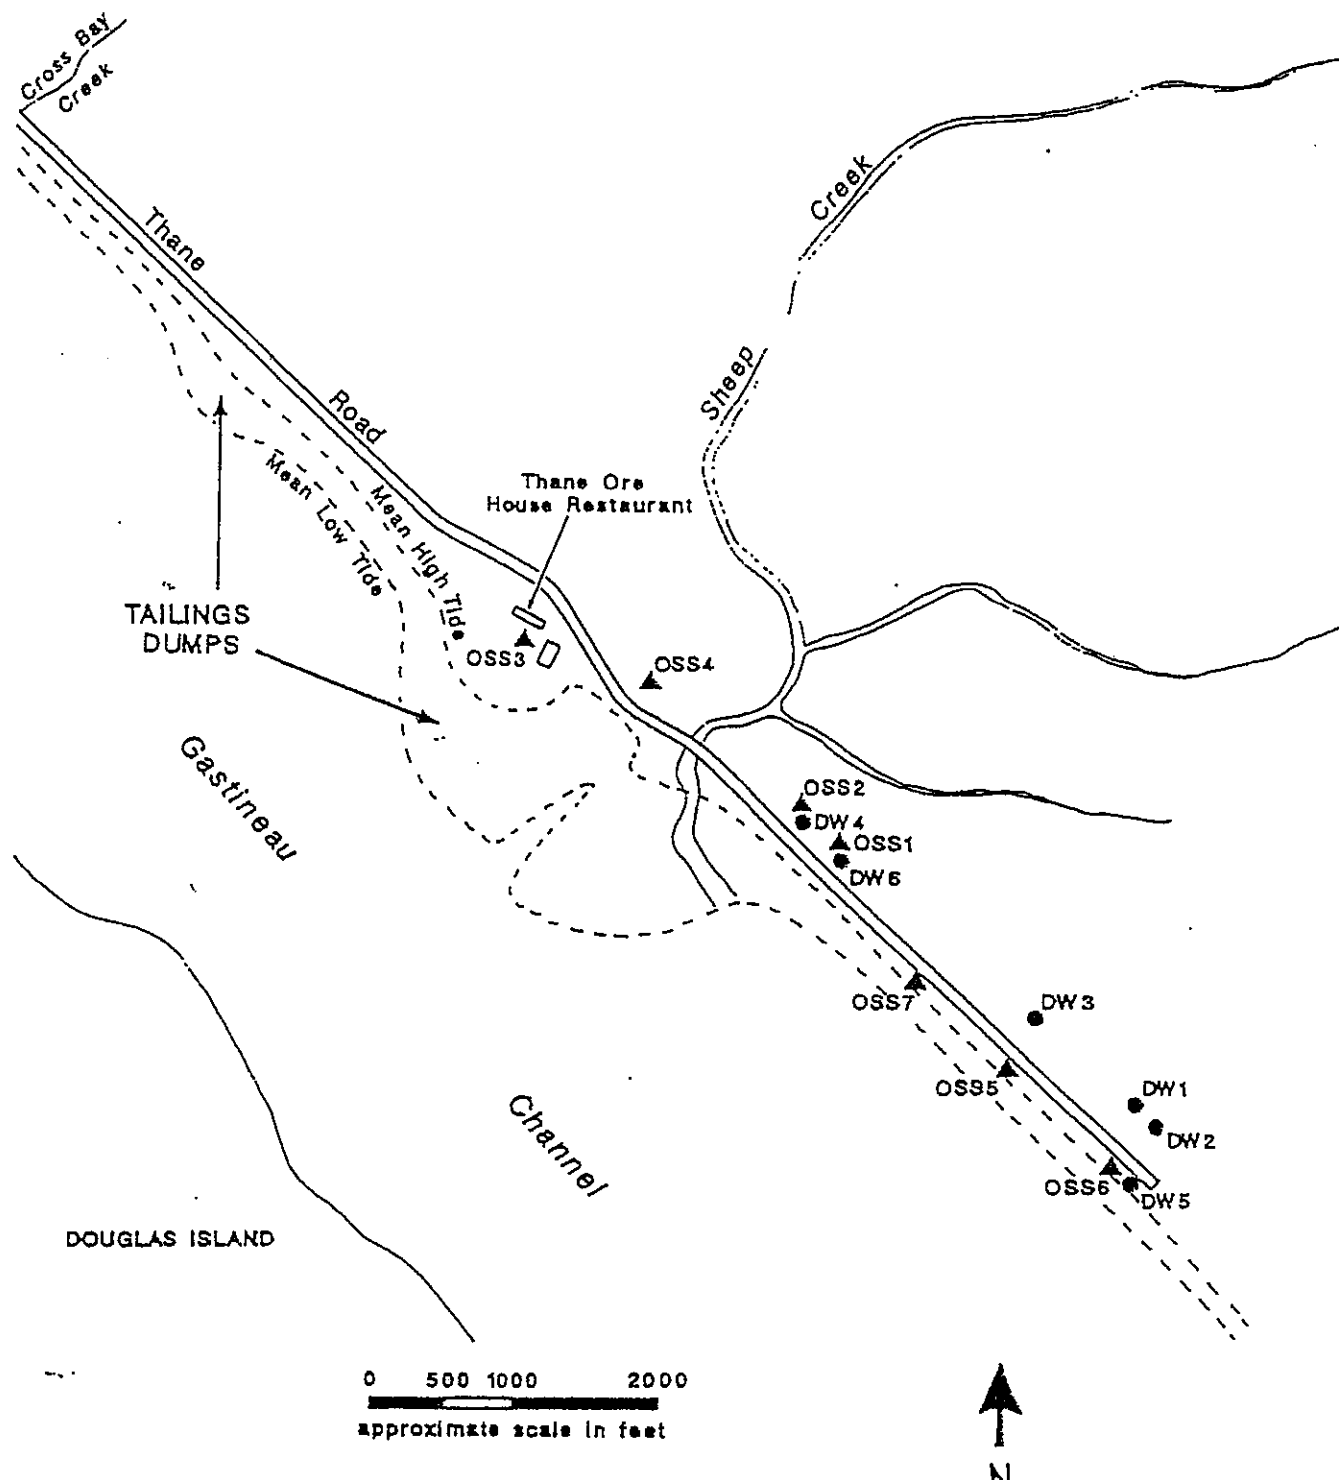 Cross Bay
Creek
Thane
Road
Creek
Sheep
Thane Ore
House Restaurant
Mean High Tide
Mean Low Tide
TAILINGS
DUMPS
OSS3
OSS4
Gastineau
OSS2
DW4
OSS1
DW6
OSS7
DW3
OSS5
DW1
DW2
OSS6
DW5
Channel
DOUGLAS ISLAND
0 500 1000 2000
approximate scale in feet
N